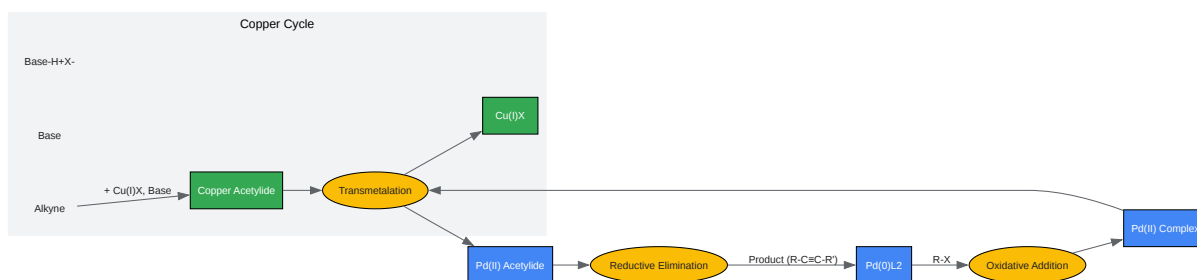 Copper Cycle
Base-H+X-
Cu(I)X
Base
+ Cu(I)X, Base
Copper Acetylide
Transmetalation
Alkyne
Pd(II) Complex
Pd(II) Acetylide
Reductive Elimination
Product (R-C≡C-R')
Pd(0)L2
R-X
Oxidative Addition